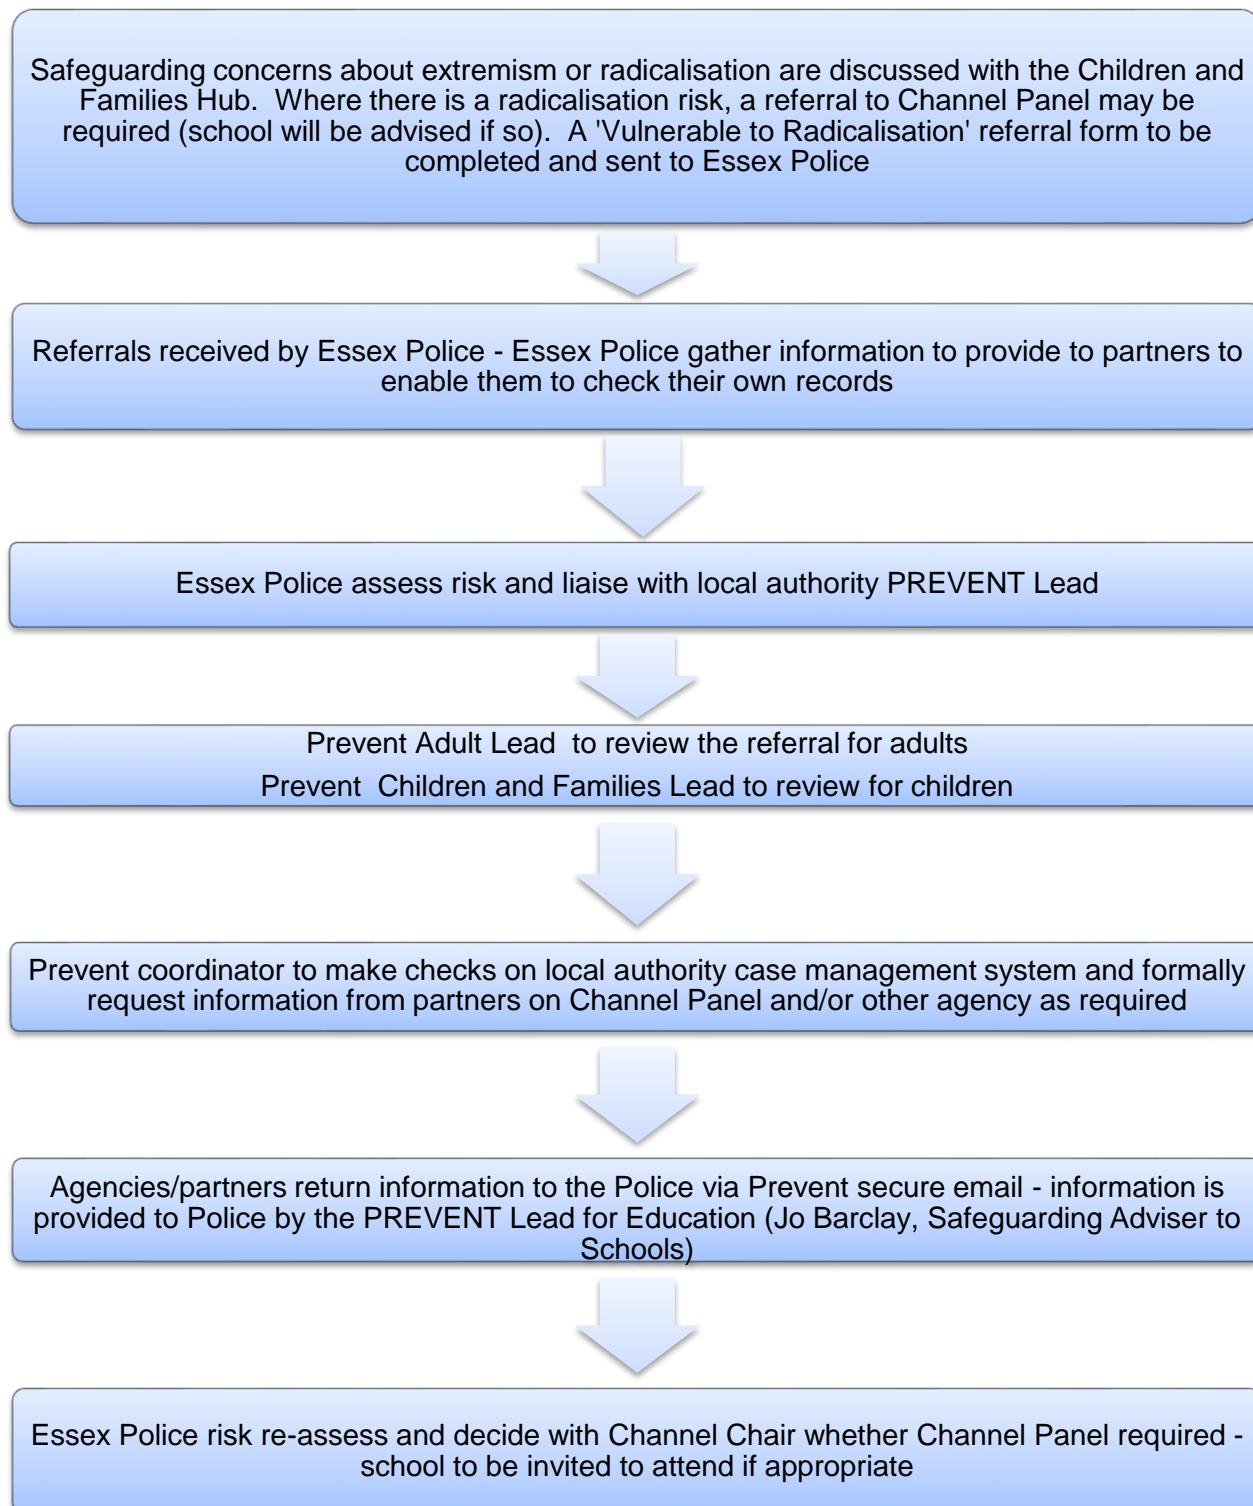 Safeguarding concerns about extremism or radicalisation are discussed with the Children and
Families Hub.  Where there is a radicalisation risk, a referral to Channel Panel may be
required (school will be advised if so).  A 'Vulnerable to Radicalisation' referral form to be
completed and sent to Essex Police
Referrals received by Essex Police - Essex Police gather information to provide to partners to
enable them to check their own records
Essex Police assess risk and liaise with local authority PREVENT Lead
Prevent Adult Lead  to review the referral for adults
Prevent  Children and Families Lead to review for children
Prevent coordinator to make checks on local authority case management system and formally
request information from partners on Channel Panel and/or other agency as required
Agencies/partners return information to the Police via Prevent secure email - information is
provided to Police by the PREVENT Lead for Education (Jo Barclay, Safeguarding Adviser to
Schools)
Essex Police risk re-assess and decide with Channel Chair whether Channel Panel required -
school to be invited to attend if appropriate